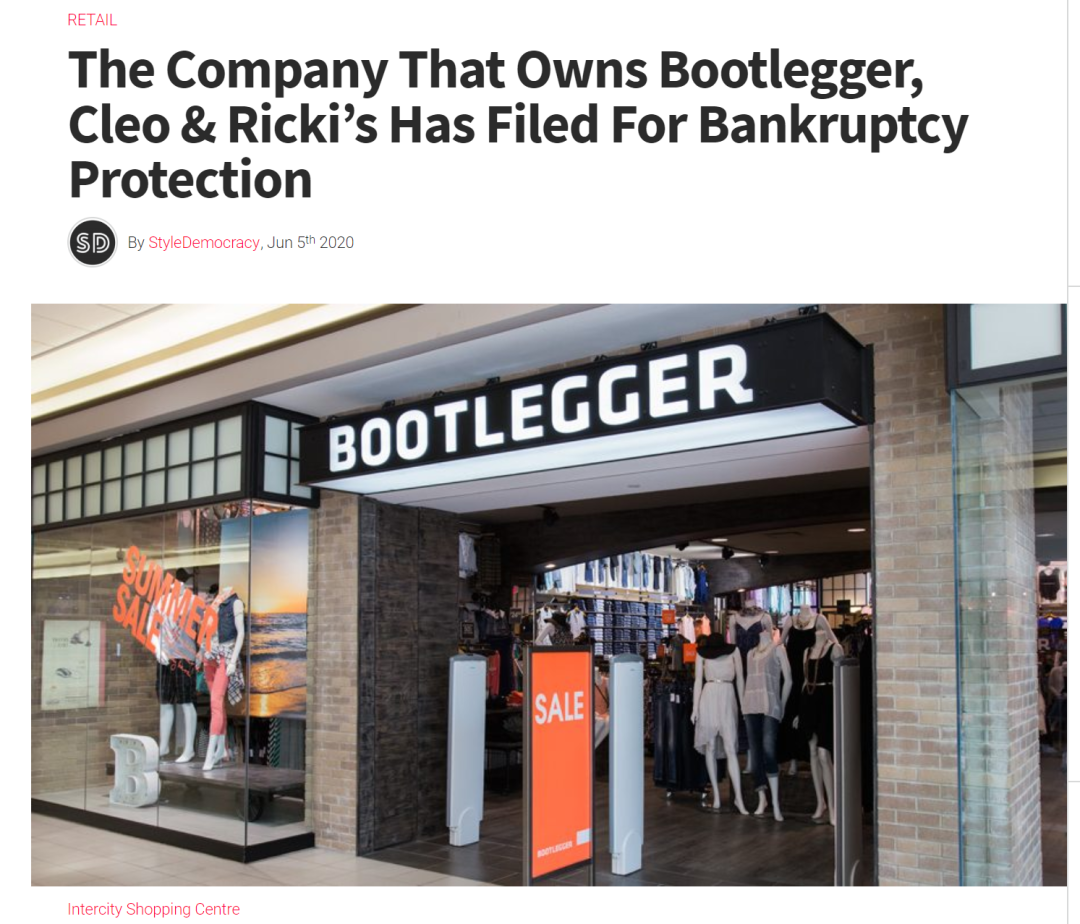 RETAIL
The Company That Owns Bootlegger,
Cleo & Ricki’s Has Filed For Bankruptcy
Protection
SD By StyleDemocracy, Jun 5th 2020
BOOTLEGGER
SUMMER
SALE
SALE
B
BOOTLEGGER
Intercity Shopping Centre